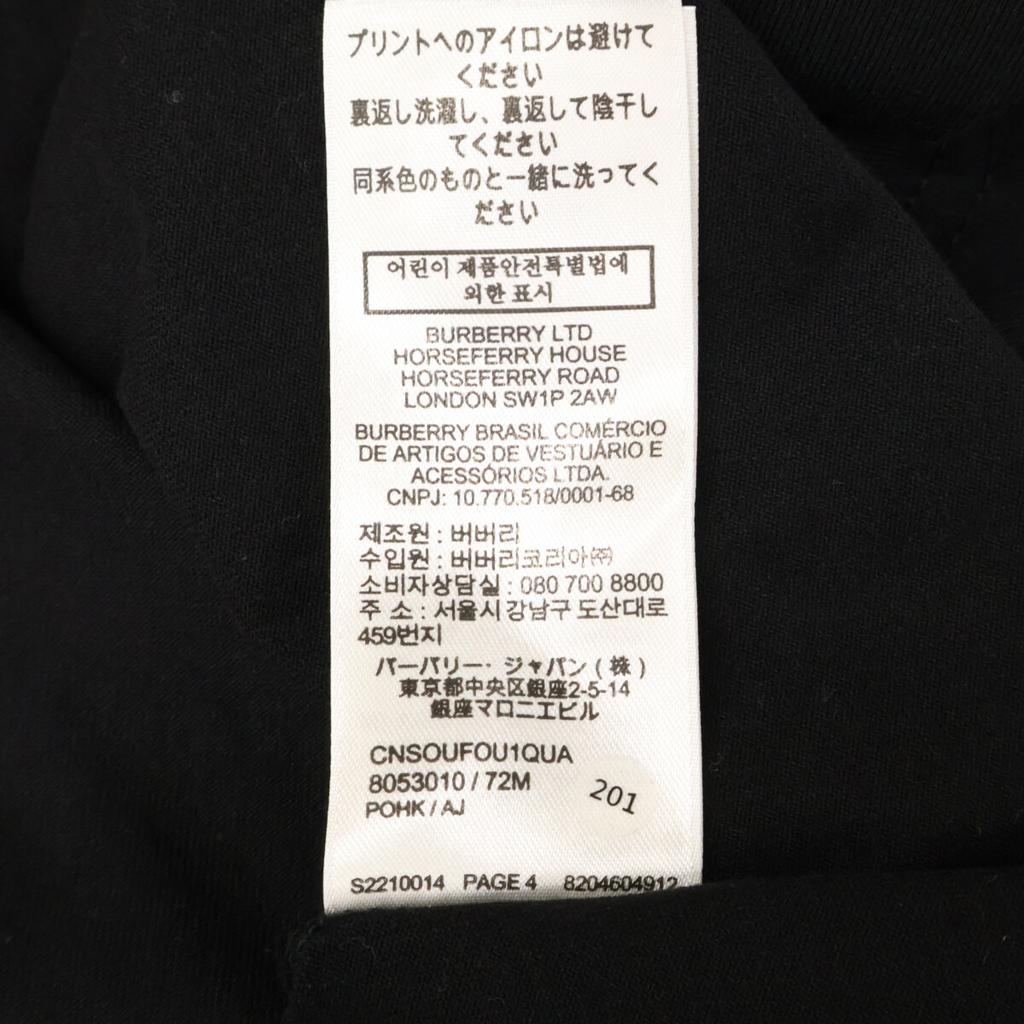 プリントへのアイロンは避けて
ください
裏返し洗濯し、裏返して陰干し
てください
同系色のものと一緒に洗ってく
ださい
어린이 제품안전특별법에
의한 표시
BURBERRY LTD
HORSEFERRY HOUSE
HORSEFERRY ROAD
LONDON SW1P 2AW
BURBERRY BRASIL COMÉRCIO
DE ARTIGOS DE VESTUÁRIO E
ACESSÓRIOS LTDA.
CNPJ: 10.770.518/0001-68
제조원 : 버버리
수입원 : 버버리코리아㈜
소비자상담실 : 080 700 8800
주 소 : 서울시 강남구 도산대로
459번지
バーバリー・ジャパン(株)
東京都中央区銀座2-5-14
銀座マロニエビル
CNSOUFOU1QUA
8053010 / 72M
POHK / AJ
201
S2210014 PAGE 4 8204604912